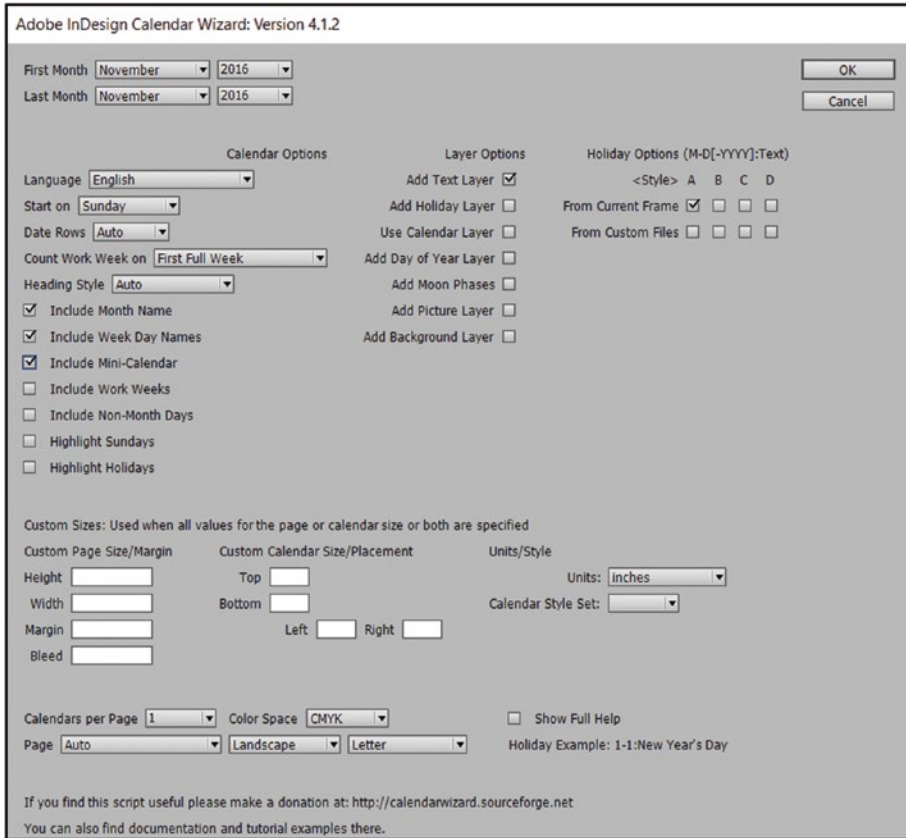 Adobe InDesign Calendar Wizard: Version 4.1.2
First Month November 2016 OK
Last Month November 2016 Cancel
Calendar Options Layer Options Holiday Options (M-D[-YYYY]:Text)
Language English Add Text Layer <Style> A B C D
Start on Sunday Add Holiday Layer From Current Frame
Date Rows Auto Use Calendar Layer From Custom Files
Count Work Week on First Full Week Add Day of Year Layer
Heading Style Auto Add Moon Phases
Include Month Name Add Picture Layer
Include Week Day Names Add Background Layer
Include Mini-Calendar
Include Work Weeks
Include Non-Month Days
Highlight Sundays
Highlight Holidays
Custom Sizes: Used when all values for the page or calendar size or both are specified
Custom Page Size/Margin Custom Calendar Size/Placement Units/Style
Height Top Units: inches
Width Bottom Calendar Style Set:
Margin Left Right
Bleed
Calendars per Page 1 Color Space CMYK Show Full Help
Page Auto Landscape Letter Holiday Example: 1-1:New Year's Day
If you find this script useful please make a donation at: http://calendarwizard.sourceforge.net
You can also find documentation and tutorial examples there.